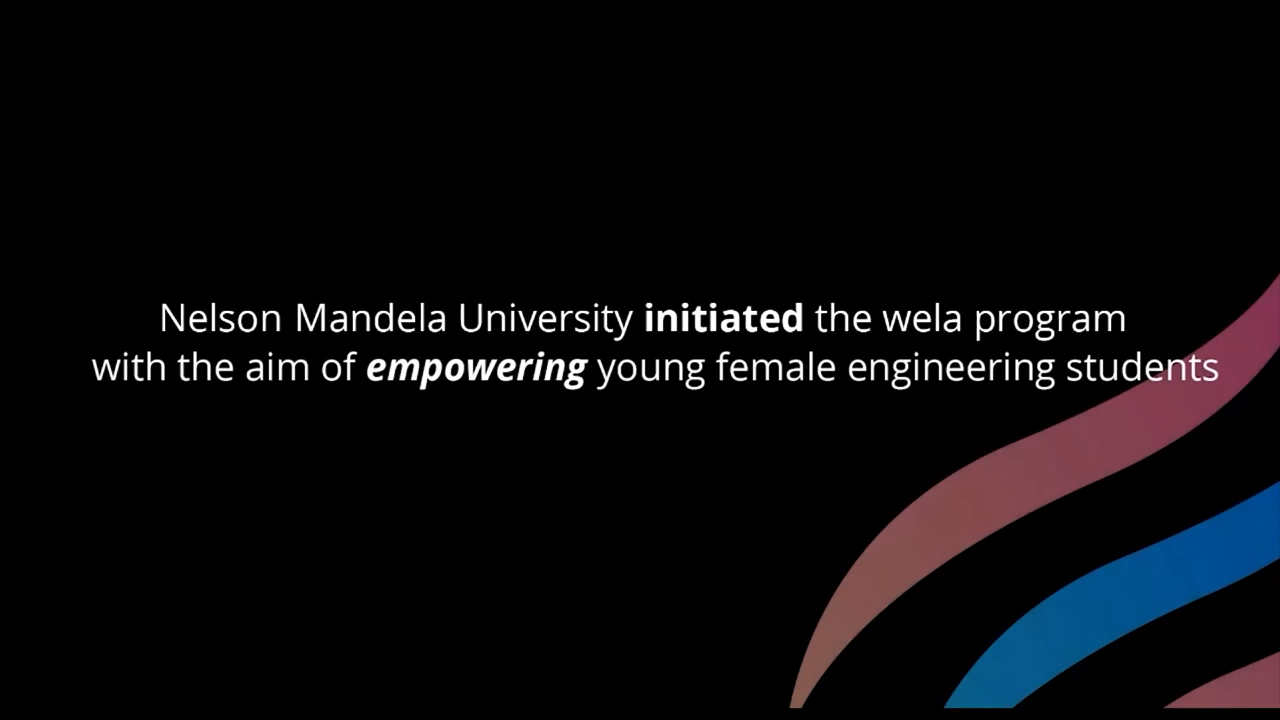 Nelson Mandela University initiated the wela program
with the aim of empowering young female engineering students